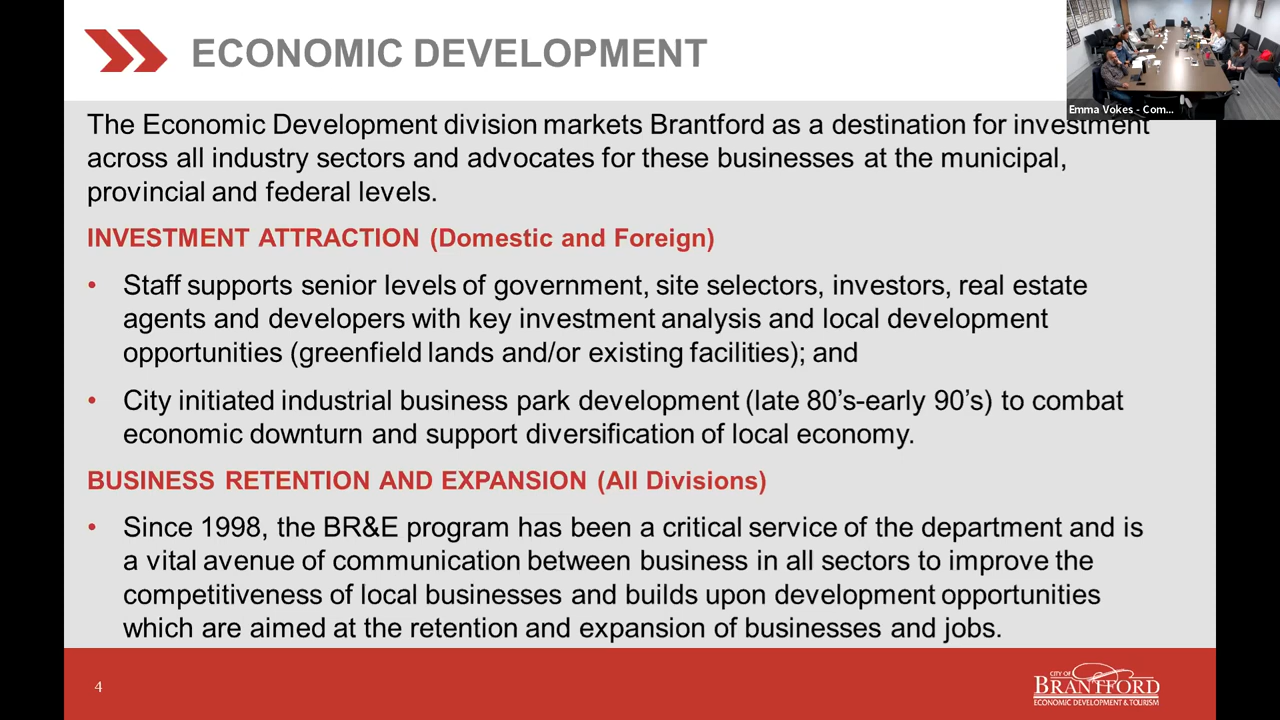 ECONOMIC DEVELOPMENT
Emma Vokes - Com...
The Economic Development division markets Brantford as a destination for investment
across all industry sectors and advocates for these businesses at the municipal,
provincial and federal levels.
INVESTMENT ATTRACTION (Domestic and Foreign)
• Staff supports senior levels of government, site selectors, investors, real estate
agents and developers with key investment analysis and local development
opportunities (greenfield lands and/or existing facilities); and
• City initiated industrial business park development (late 80’s-early 90’s) to combat
economic downturn and support diversification of local economy.
BUSINESS RETENTION AND EXPANSION (All Divisions)
• Since 1998, the BR&E program has been a critical service of the department and is
a vital avenue of communication between business in all sectors to improve the
competitiveness of local businesses and builds upon development opportunities
which are aimed at the retention and expansion of businesses and jobs.
4
CITY OF
BRANTFORD
ECONOMIC DEVELOPMENT & TOURISM